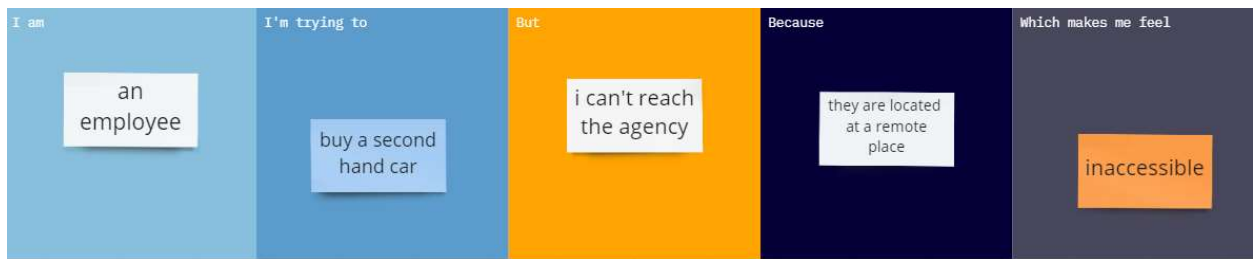 I am
an
employee
I'm trying to
buy a second
hand car
But
i can't reach
the agency
Because
they are located
at a remote
place
Which makes me feel
inaccessible